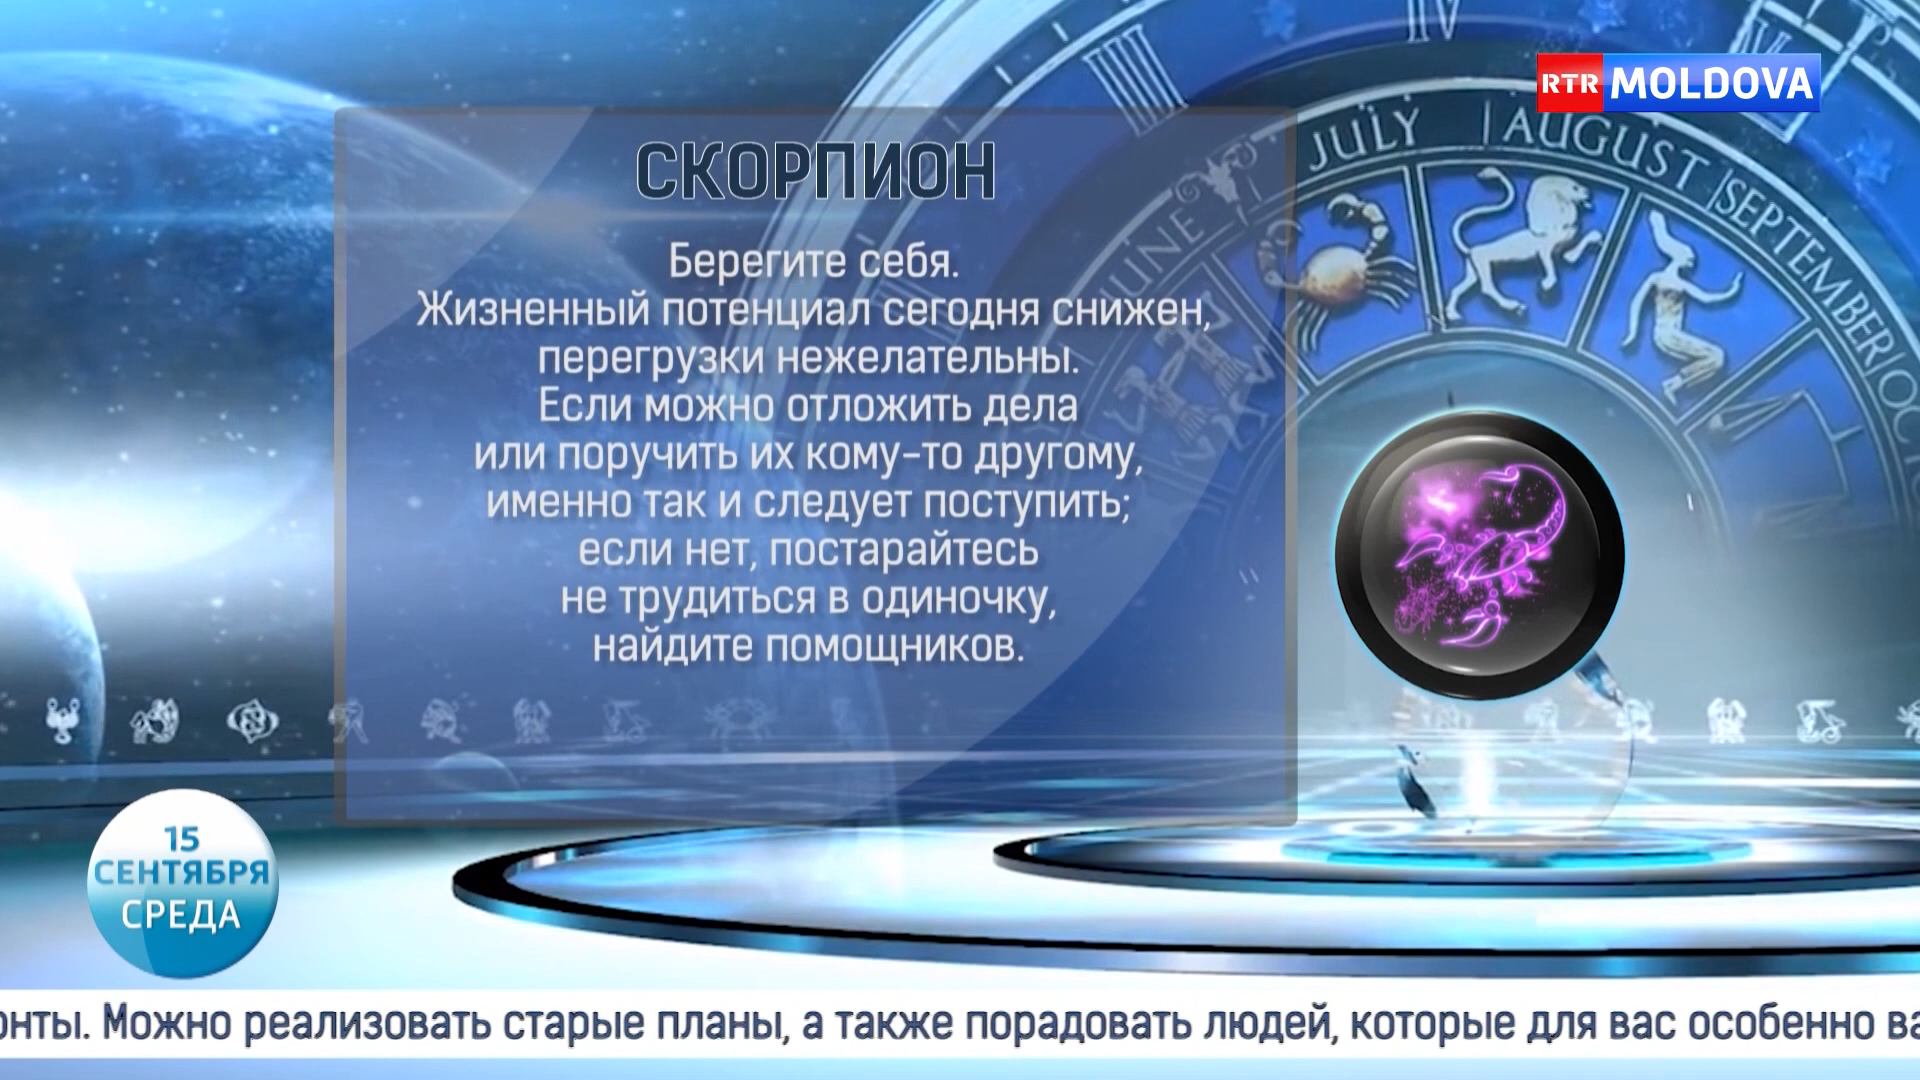 RTR MOLDOVA
IV
JUNE
JULY
AUGUST
SEPTEMBER
СКОРПИОН
Берегите себя.
Жизненный потенциал сегодня снижен,
перегрузки нежелательны.
Если можно отложить дела
или поручить их кому-то другому,
именно так и следует поступить;
если нет, постарайтесь
не трудиться в одиночку,
найдите помощников.
15
СЕНТЯБРЯ
СРЕДА
онты. Можно реализовать старые планы, а также порадовать людей, которые для вас особенно ва